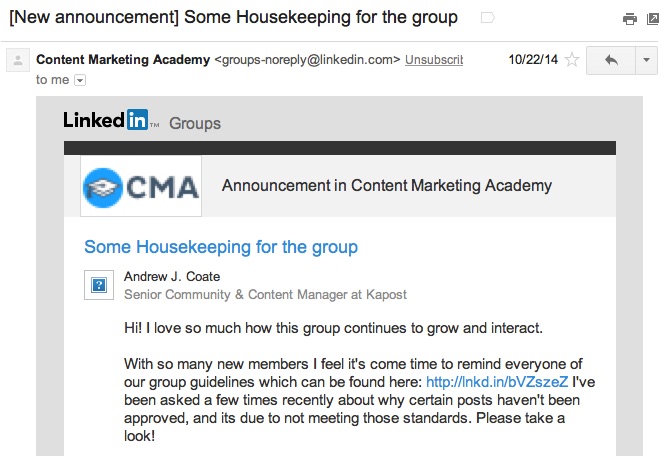 [New announcement] Some Housekeeping for the group
Content Marketing Academy <groups-noreply@linkedin.com> Unsubscrib
10/22/14
to me
Linked in ™ Groups
CMA
Announcement in Content Marketing Academy
Some Housekeeping for the group
?
Andrew J. Coate
Senior Community & Content Manager at Kapost
Hi! I love so much how this group continues to grow and interact.
With so many new members I feel it's come time to remind everyone of
our group guidelines which can be found here: http://lnkd.in/bVZszeZ I've
been asked a few times recently about why certain posts haven't been
approved, and its due to not meeting those standards. Please take a
look!